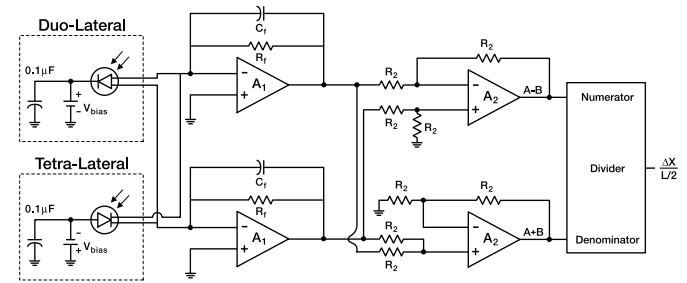 Duo-Lateral
0.1μF
+
-
Vbias
Cf
Rf
-
+
A1
R2
R2
R2
R2
-
+
A2
A-B
Numerator
Divider
Denominator
ΔX
L/2
Tetra-Lateral
0.1μF
-
+
Vbias
Cf
Rf
-
+
A1
R2
R2
R2
R2
-
+
A2
A+B